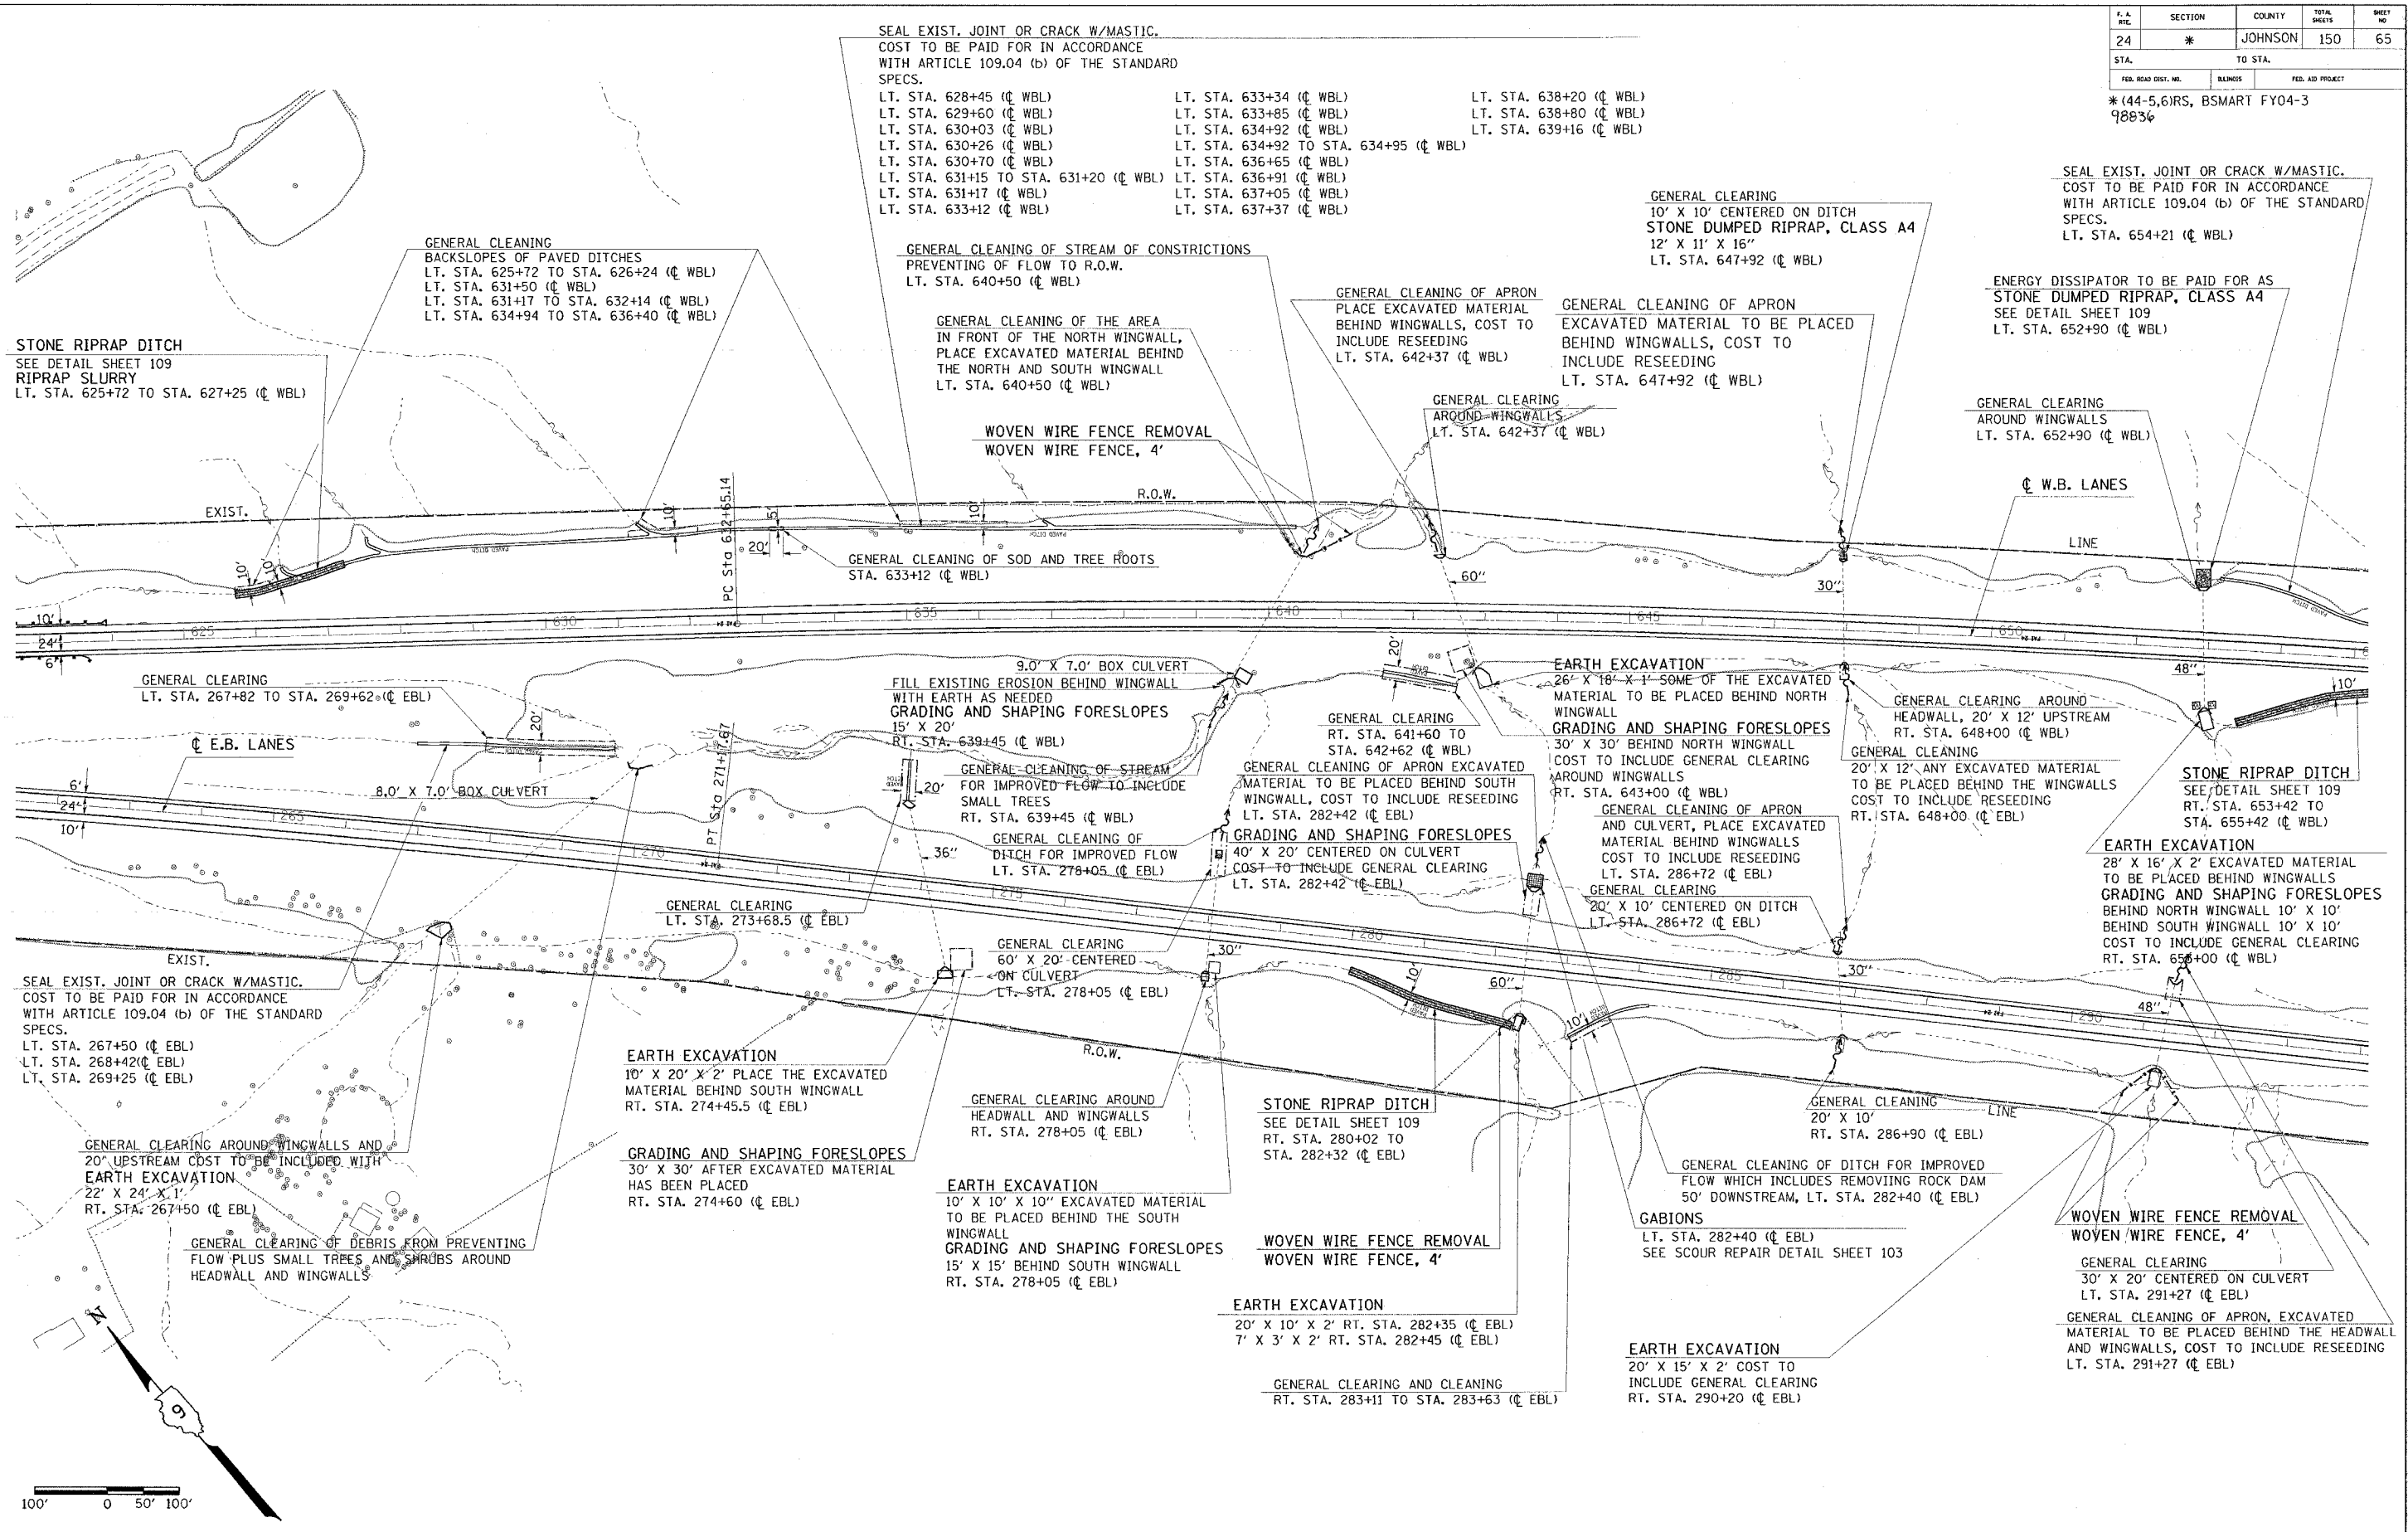 F. A. RTE. SECTION COUNTY TOTAL SHEETS SHEET NO
24 * JOHNSON 150 65
STA. TO STA.
FED. ROAD DIST. NO. ILLINOIS FED. AID PROJECT
*(44-5,6)RS, BSMART FY04-3
98836
SEAL EXIST. JOINT OR CRACK W/MASTIC.
COST TO BE PAID FOR IN ACCORDANCE
WITH ARTICLE 109.04 (b) OF THE STANDARD
SPECS.
LT. STA. 628+45 (℄ WBL)
LT. STA. 629+60 (℄ WBL)
LT. STA. 630+03 (℄ WBL)
LT. STA. 630+26 (℄ WBL)
LT. STA. 630+70 (℄ WBL)
LT. STA. 631+15 TO STA. 631+20 (℄ WBL)
LT. STA. 631+17 (℄ WBL)
LT. STA. 633+12 (℄ WBL)
LT. STA. 633+34 (℄ WBL)
LT. STA. 633+85 (℄ WBL)
LT. STA. 634+92 (℄ WBL)
LT. STA. 634+92 TO STA. 634+95 (℄ WBL)
LT. STA. 636+65 (℄ WBL)
LT. STA. 636+91 (℄ WBL)
LT. STA. 637+05 (℄ WBL)
LT. STA. 637+37 (℄ WBL)
LT. STA. 638+20 (℄ WBL)
LT. STA. 638+80 (℄ WBL)
LT. STA. 639+16 (℄ WBL)
SEAL EXIST. JOINT OR CRACK W/MASTIC.
COST TO BE PAID FOR IN ACCORDANCE
WITH ARTICLE 109.04 (b) OF THE STANDARD
SPECS.
LT. STA. 654+21 (℄ WBL)
GENERAL CLEARING
10' X 10' CENTERED ON DITCH
STONE DUMPED RIPRAP, CLASS A4
12' X 11' X 16"
LT. STA. 647+92 (℄ WBL)
GENERAL CLEANING
BACKSLOPES OF PAVED DITCHES
LT. STA. 625+72 TO STA. 626+24 (℄ WBL)
LT. STA. 631+50 (℄ WBL)
LT. STA. 631+17 TO STA. 632+14 (℄ WBL)
LT. STA. 634+94 TO STA. 636+40 (℄ WBL)
GENERAL CLEANING OF STREAM OF CONSTRICTIONS
PREVENTING OF FLOW TO R.O.W.
LT. STA. 640+50 (℄ WBL)
ENERGY DISSIPATOR TO BE PAID FOR AS
STONE DUMPED RIPRAP, CLASS A4
SEE DETAIL SHEET 109
LT. STA. 652+90 (℄ WBL)
GENERAL CLEANING OF APRON
PLACE EXCAVATED MATERIAL
BEHIND WINGWALLS, COST TO
INCLUDE RESEEDING
LT. STA. 642+37 (℄ WBL)
GENERAL CLEANING OF APRON
EXCAVATED MATERIAL TO BE PLACED
BEHIND WINGWALLS, COST TO
INCLUDE RESEEDING
LT. STA. 647+92 (℄ WBL)
GENERAL CLEANING OF THE AREA
IN FRONT OF THE NORTH WINGWALL,
PLACE EXCAVATED MATERIAL BEHIND
THE NORTH AND SOUTH WINGWALL
LT. STA. 640+50 (℄ WBL)
STONE RIPRAP DITCH
SEE DETAIL SHEET 109
RIPRAP SLURRY
LT. STA. 625+72 TO STA. 627+25 (℄ WBL)
GENERAL CLEARING
AROUND WINGWALLS
LT. STA. 642+37 (℄ WBL)
GENERAL CLEARING
AROUND WINGWALLS
LT. STA. 652+90 (℄ WBL)
WOVEN WIRE FENCE REMOVAL
WOVEN WIRE FENCE, 4'
℄ W.B. LANES
EXIST.
R.O.W.
LINE
PC Sta 632+65.14
10'
10'
10'
5'
20'
10'
PAVED DITCH
PAVED DITCH
PAVED DITCH
GENERAL CLEANING OF SOD AND TREE ROOTS
STA. 633+12 (℄ WBL)
60"
30"
10'
24'
6'
625
630
635
640
645
650
9.0' X 7.0' BOX CULVERT
FILL EXISTING EROSION BEHIND WINGWALL
WITH EARTH AS NEEDED
GRADING AND SHAPING FORESLOPES
15' X 20'
RT. STA. 639+45 (℄ WBL)
20'
GENERAL CLEARING
RT. STA. 641+60 TO
STA. 642+62 (℄ WBL)
EARTH EXCAVATION
26' X 18' X 1' SOME OF THE EXCAVATED
MATERIAL TO BE PLACED BEHIND NORTH
WINGWALL
GRADING AND SHAPING FORESLOPES
30' X 30' BEHIND NORTH WINGWALL
COST TO INCLUDE GENERAL CLEARING
AROUND WINGWALLS
RT. STA. 643+00 (℄ WBL)
GENERAL CLEARING AROUND
HEADWALL, 20' X 12' UPSTREAM
RT. STA. 648+00 (℄ WBL)
GENERAL CLEANING
20' X 12' ANY EXCAVATED MATERIAL
TO BE PLACED BEHIND THE WINGWALLS
COST TO INCLUDE RESEEDING
RT. STA. 648+00 (℄ EBL)
48"
10'
STONE RIPRAP DITCH
SEE DETAIL SHEET 109
RT. STA. 653+42 TO
STA. 655+42 (℄ WBL)
EARTH EXCAVATION
28' X 16' X 2' EXCAVATED MATERIAL
TO BE PLACED BEHIND WINGWALLS
GRADING AND SHAPING FORESLOPES
BEHIND NORTH WINGWALL 10' X 10'
BEHIND SOUTH WINGWALL 10' X 10'
COST TO INCLUDE GENERAL CLEARING
GENERAL CLEARING
LT. STA. 267+82 TO STA. 269+62 (℄ EBL)
℄ E.B. LANES
20'
8.0' X 7.0' BOX CULVERT
PT Sta 271+17.67
20'
GENERAL CLEANING OF STREAM
FOR IMPROVED FLOW TO INCLUDE
SMALL TREES
RT. STA. 639+45 (℄ WBL)
GENERAL CLEANING OF
DITCH FOR IMPROVED FLOW
LT. STA. 278+05 (℄ EBL)
GENERAL CLEANING OF APRON EXCAVATED
MATERIAL TO BE PLACED BEHIND SOUTH
WINGWALL, COST TO INCLUDE RESEEDING
LT. STA. 282+42 (℄ EBL)
GRADING AND SHAPING FORESLOPES
40' X 20' CENTERED ON CULVERT
COST TO INCLUDE GENERAL CLEARING
LT. STA. 282+42 (℄ EBL)
GENERAL CLEANING OF APRON
AND CULVERT, PLACE EXCAVATED
MATERIAL BEHIND WINGWALLS
COST TO INCLUDE RESEEDING
LT. STA. 286+72 (℄ EBL)
GENERAL CLEARING
20' X 10' CENTERED ON DITCH
LT. STA. 286+72 (℄ EBL)
6'
24'
10'
265
270
275
280
285
290
36"
GENERAL CLEARING
LT. STA. 273+68.5 (℄ EBL)
GENERAL CLEARING
60' X 20' CENTERED
ON CULVERT
LT. STA. 278+05 (℄ EBL)
30"
10'
60"
10'
30"
48"
EXIST.
R.O.W.
LINE
SEAL EXIST. JOINT OR CRACK W/MASTIC.
COST TO BE PAID FOR IN ACCORDANCE
WITH ARTICLE 109.04 (b) OF THE STANDARD
SPECS.
LT. STA. 267+50 (℄ EBL)
LT. STA. 268+42(℄ EBL)
LT. STA. 269+25 (℄ EBL)
EARTH EXCAVATION
10' X 20' X 2' PLACE THE EXCAVATED
MATERIAL BEHIND SOUTH WINGWALL
RT. STA. 274+45.5 (℄ EBL)
GENERAL CLEARING AROUND
HEADWALL AND WINGWALLS
RT. STA. 278+05 (℄ EBL)
STONE RIPRAP DITCH
SEE DETAIL SHEET 109
RT. STA. 280+02 TO
STA. 282+32 (℄ EBL)
GENERAL CLEARING
20' X 10'
RT. STA. 286+90 (℄ EBL)
GENERAL CLEARING AROUND WINGWALLS AND
20' UPSTREAM COST TO BE INCLUDED WITH
EARTH EXCAVATION
22' X 24' X 1'
RT. STA. 267+50 (℄ EBL)
GRADING AND SHAPING FORESLOPES
30' X 30' AFTER EXCAVATED MATERIAL
HAS BEEN PLACED
RT. STA. 274+60 (℄ EBL)
EARTH EXCAVATION
10' X 10' X 10" EXCAVATED MATERIAL
TO BE PLACED BEHIND THE SOUTH
WINGWALL
GRADING AND SHAPING FORESLOPES
15' X 15' BEHIND SOUTH WINGWALL
RT. STA. 278+05 (℄ EBL)
GENERAL CLEANING OF DITCH FOR IMPROVED
FLOW WHICH INCLUDES REMOVIING ROCK DAM
50' DOWNSTREAM, LT. STA. 282+40 (℄ EBL)
GABIONS
LT. STA. 282+40 (℄ EBL)
SEE SCOUR REPAIR DETAIL SHEET 103
WOVEN WIRE FENCE REMOVAL
WOVEN WIRE FENCE, 4'
GENERAL CLEARING OF DEBRIS FROM PREVENTING
FLOW PLUS SMALL TREES AND SHRUBS AROUND
HEADWALL AND WINGWALLS
WOVEN WIRE FENCE REMOVAL
WOVEN WIRE FENCE, 4'
GENERAL CLEARING
30' X 20' CENTERED ON CULVERT
LT. STA. 291+27 (℄ EBL)
EARTH EXCAVATION
20' X 10' X 2' RT. STA. 282+35 (℄ EBL)
7' X 3' X 2' RT. STA. 282+45 (℄ EBL)
GENERAL CLEANING OF APRON, EXCAVATED
MATERIAL TO BE PLACED BEHIND THE HEADWALL
AND WINGWALLS, COST TO INCLUDE RESEEDING
LT. STA. 291+27 (℄ EBL)
EARTH EXCAVATION
20' X 15' X 2' COST TO
INCLUDE GENERAL CLEARING
RT. STA. 290+20 (℄ EBL)
GENERAL CLEARING AND CLEANING
RT. STA. 283+11 TO STA. 283+63 (℄ EBL)
N
9
100' 0 50' 100'